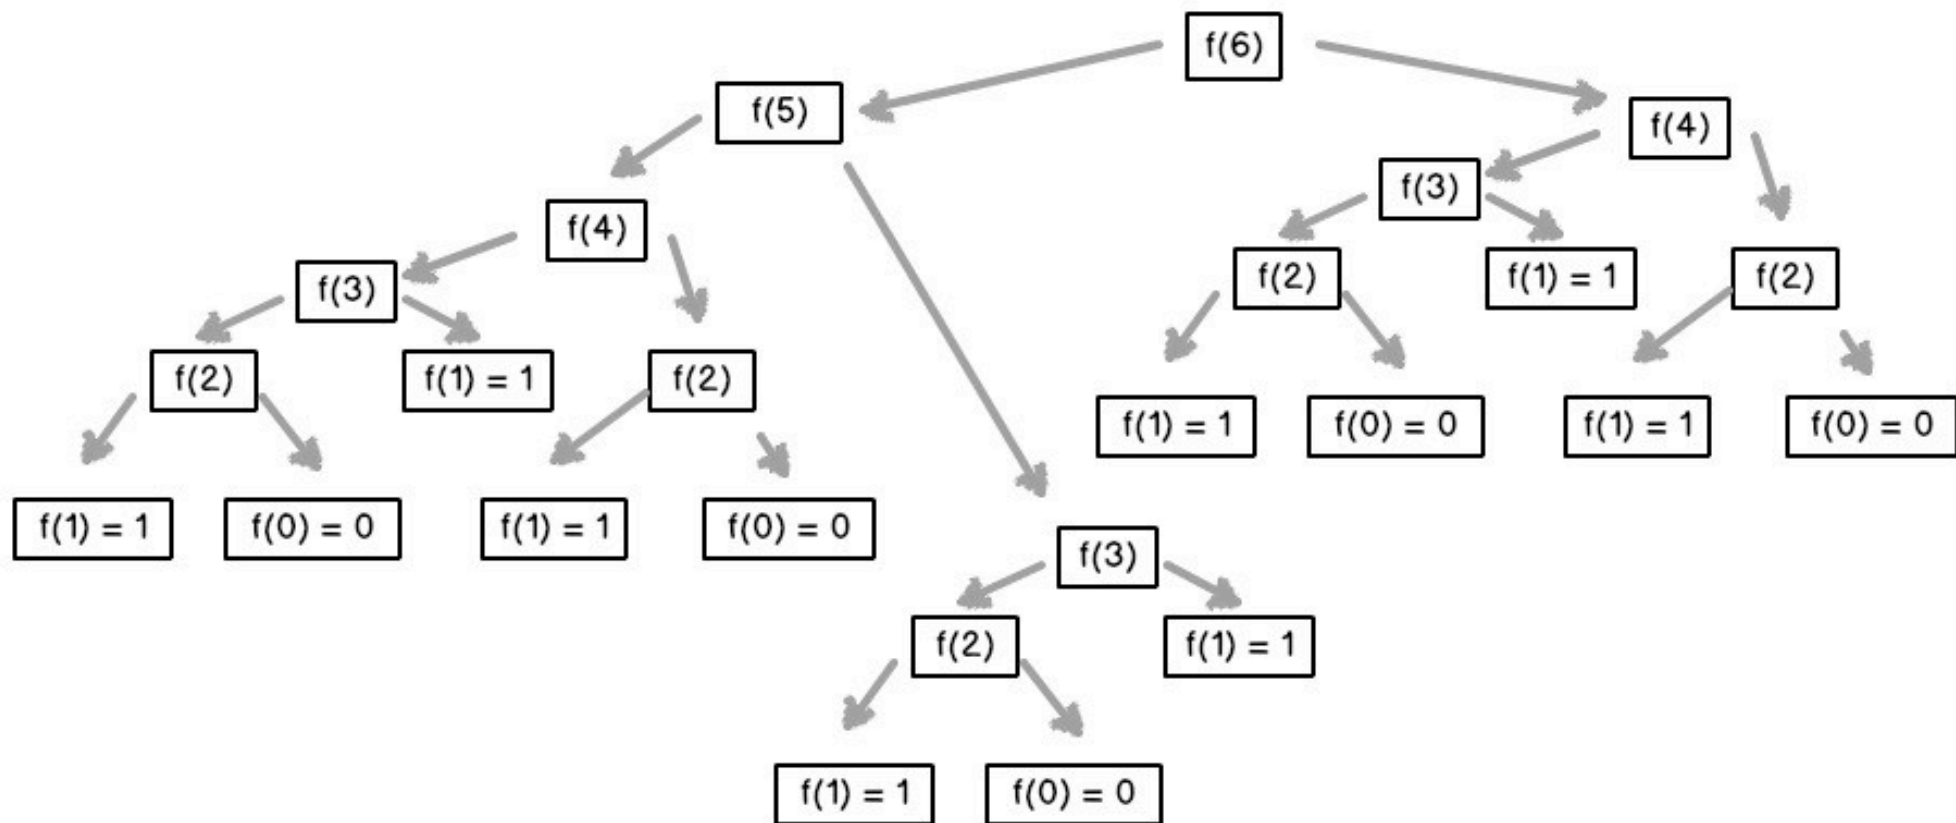 f(6)
f(5)
f(4)
f(3)
f(4)
f(3)
f(2)
f(1) = 1
f(2)
f(2)
f(1) = 1
f(2)
f(1) = 1
f(0) = 0
f(1) = 1
f(0) = 0
f(1) = 1
f(0) = 0
f(1) = 1
f(0) = 0
f(3)
f(2)
f(1) = 1
f(1) = 1
f(0) = 0